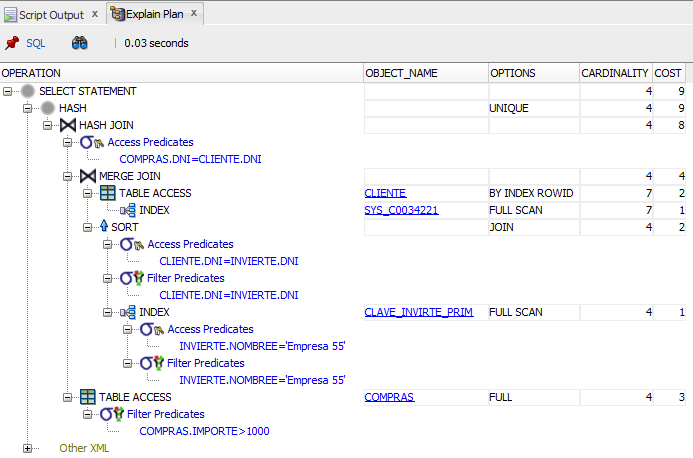 Script Output x Explain Plan x
SQL 0.03 seconds
OPERATION OBJECT_NAME OPTIONS CARDINALITY COST
SELECT STATEMENT 4 9
HASH UNIQUE 4 9
HASH JOIN 4 8
Access Predicates
COMPRAS.DNI=CLIENTE.DNI
MERGE JOIN 4 4
TABLE ACCESS CLIENTE BY INDEX ROWID 7 2
INDEX SYS_C0034221 FULL SCAN 7 1
SORT JOIN 4 2
Access Predicates
CLIENTE.DNI=INVIERTE.DNI
Filter Predicates
CLIENTE.DNI=INVIERTE.DNI
INDEX CLAVE_INVIRTE_PRIM FULL SCAN 4 1
Access Predicates
INVIERTE.NOMBREE='Empresa 55'
Filter Predicates
INVIERTE.NOMBREE='Empresa 55'
TABLE ACCESS COMPRAS FULL 4 3
Filter Predicates
COMPRAS.IMPORTE>1000
Other XML